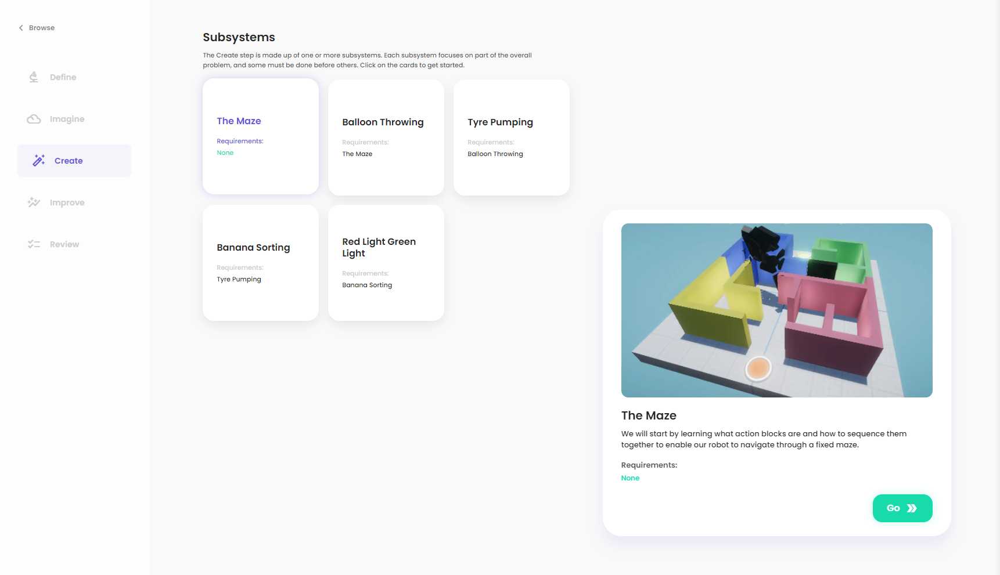 Browse
Define
Imagine
Create
Improve
Review
Subsystems
The Create step is made up of one or more subsystems. Each subsystem focuses on part of the overall
problem, and some must be done before others. Click on the cards to get started.
The Maze
Requirements:
None
Balloon Throwing
Requirements:
The Maze
Tyre Pumping
Requirements:
Balloon Throwing
Banana Sorting
Requirements:
Tyre Pumping
Red Light Green
Light
Requirements:
Banana Sorting
The Maze
We will start by learning what action blocks are and how to sequence them
together to enable our robot to navigate through a fixed maze.
Requirements:
None
Go